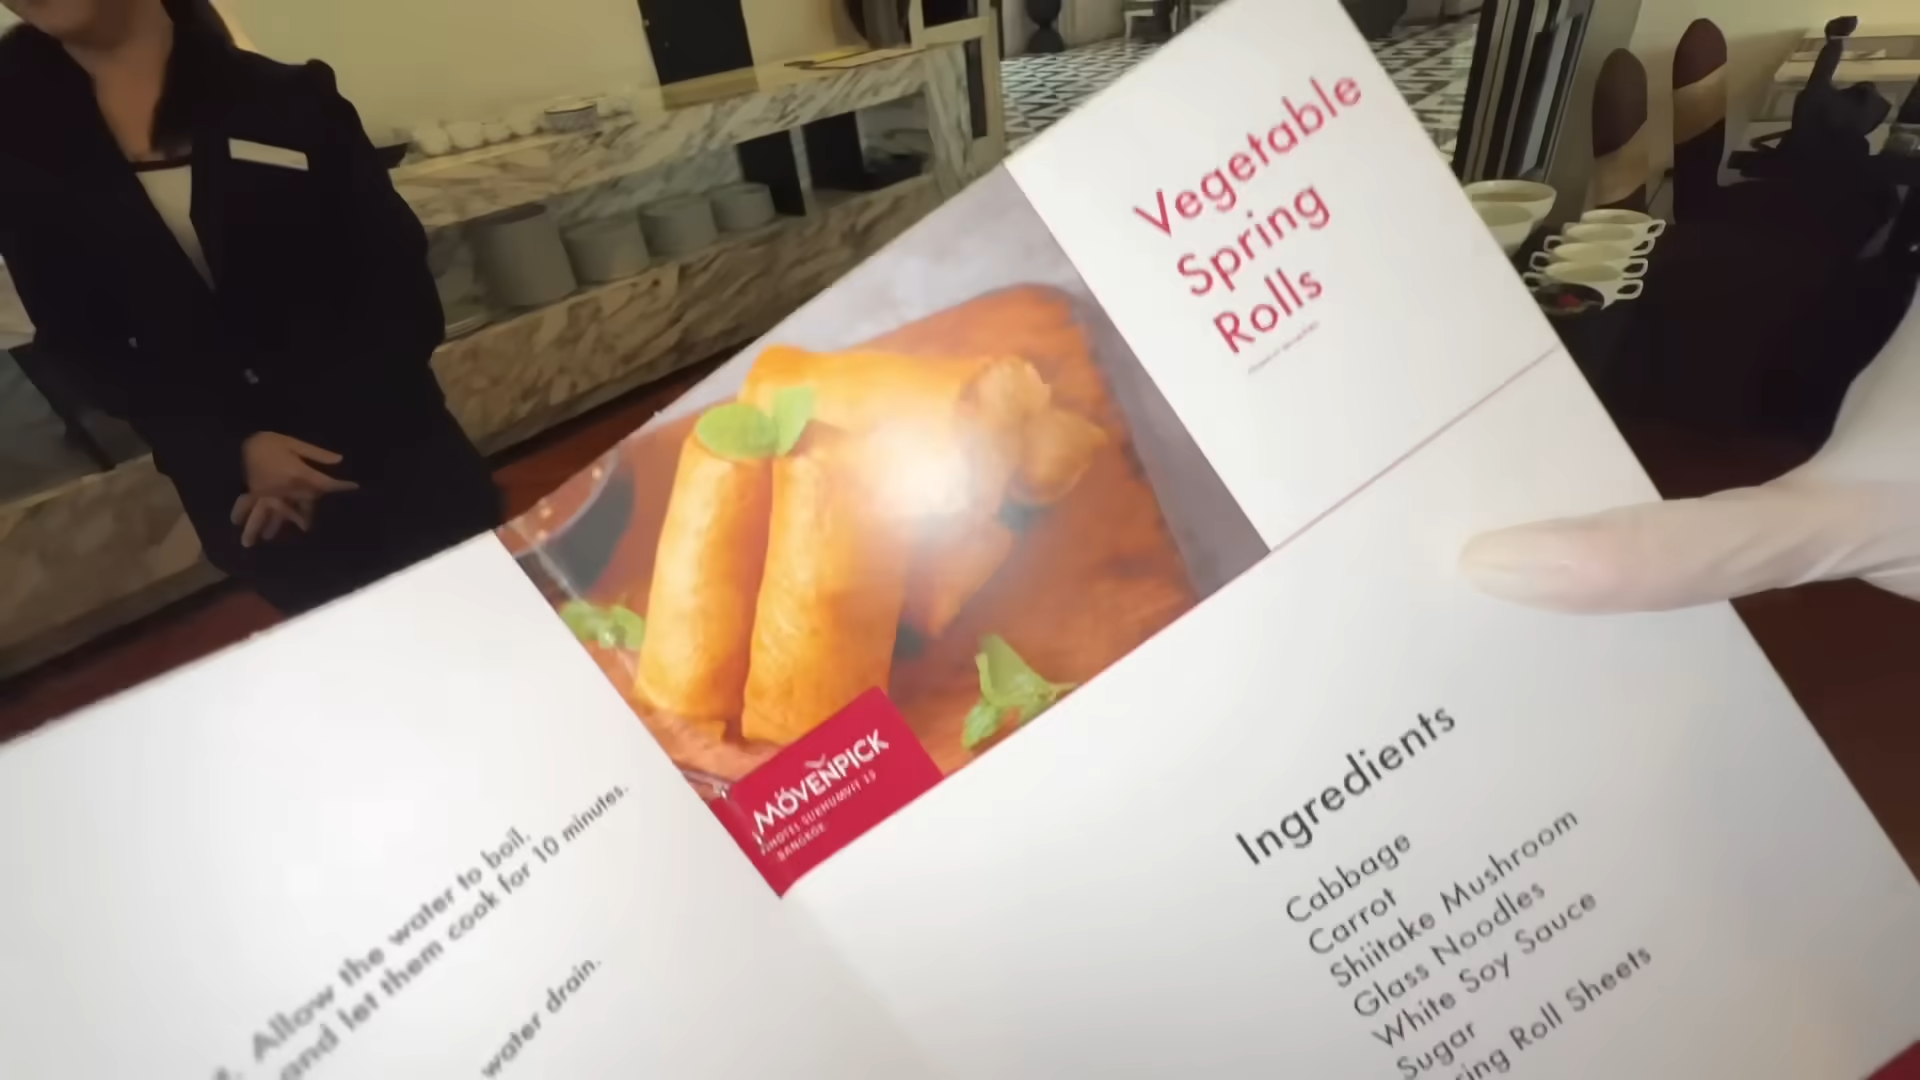 Vegetable
Spring
Rolls
MÖVENPICK
HOTEL SUKHUMVIT 15
BANGKOK
Allow the water to boil.
and let them cook for 10 minutes.
water drain.
Ingredients
Cabbage
Carrot
Shiitake Mushroom
Glass Noodles
White Soy Sauce
Sugar
Roll Sheets